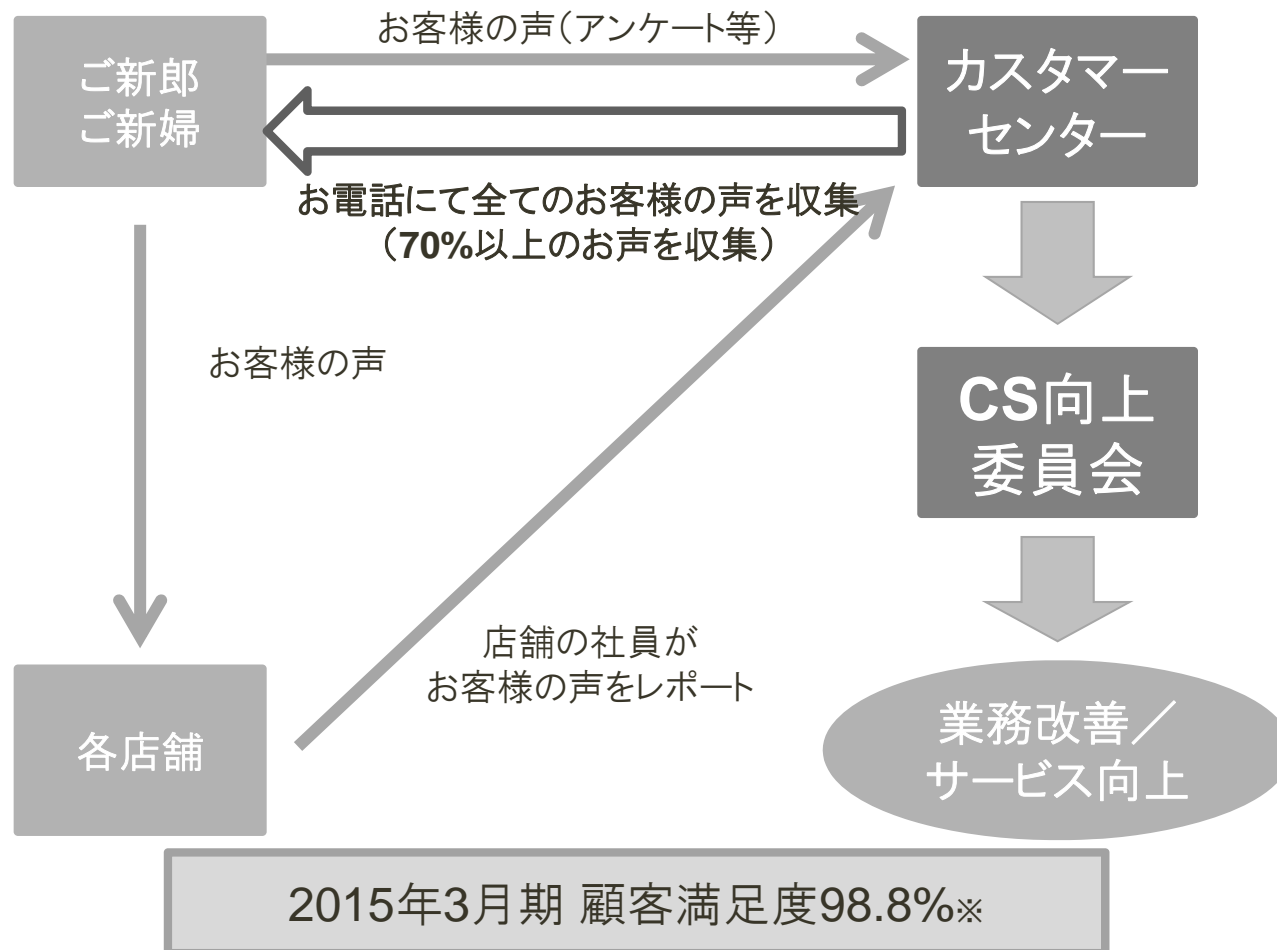 お客様の声（アンケート等）
ご新郎
ご新婦
カスタマー
センター
お電話にて全てのお客様の声を収集
（70%以上のお声を収集）
お客様の声
CS向上
委員会
店舗の社員が
お客様の声をレポート
各店舗
業務改善／
サービス向上
2015年3月期 顧客満足度98.8%※